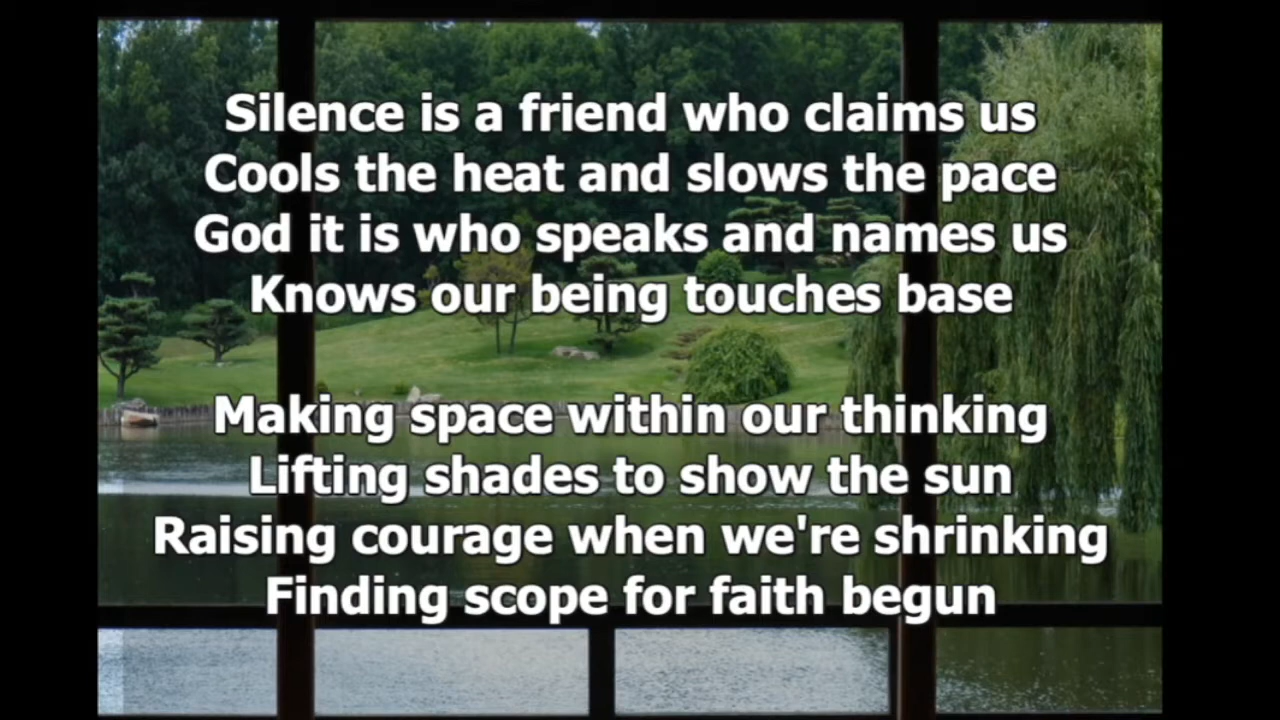 Silence is a friend who claims us
Cools the heat and slows the pace
God it is who speaks and names us
Knows our being touches base
Making space within our thinking
Lifting shades to show the sun
Raising courage when we're shrinking
Finding scope for faith begun